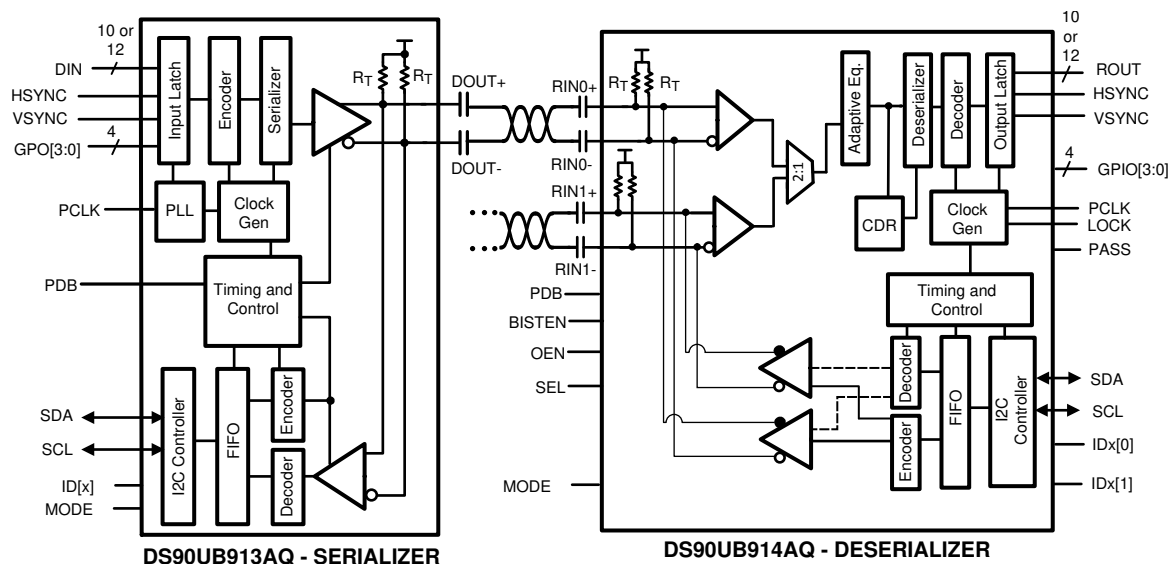 10 or
12
DIN
HSYNC
VSYNC
4
GPO[3:0]
PCLK
PDB
SDA
SCL
ID[x]
MODE
Input Latch
Encoder
Serializer
PLL
Clock
Gen
Timing and
Control
I2C Controller
FIFO
Encoder
Decoder
RT
RT
DOUT+
DOUT-
DS90UB913AQ - SERIALIZER
RIN0+
RIN0-
RIN1+
RIN1-
RT
RT
PDB
BISTEN
OEN
SEL
MODE
2:1
Adaptive Eq.
CDR
Deserializer
Decoder
Output Latch
Clock
Gen
Timing and
Control
Decoder
Encoder
FIFO
I2C
Controller
10
or
12
ROUT
HSYNC
VSYNC
4
GPIO[3:0]
PCLK
LOCK
PASS
SDA
SCL
IDx[0]
IDx[1]
DS90UB914AQ - DESERIALIZER